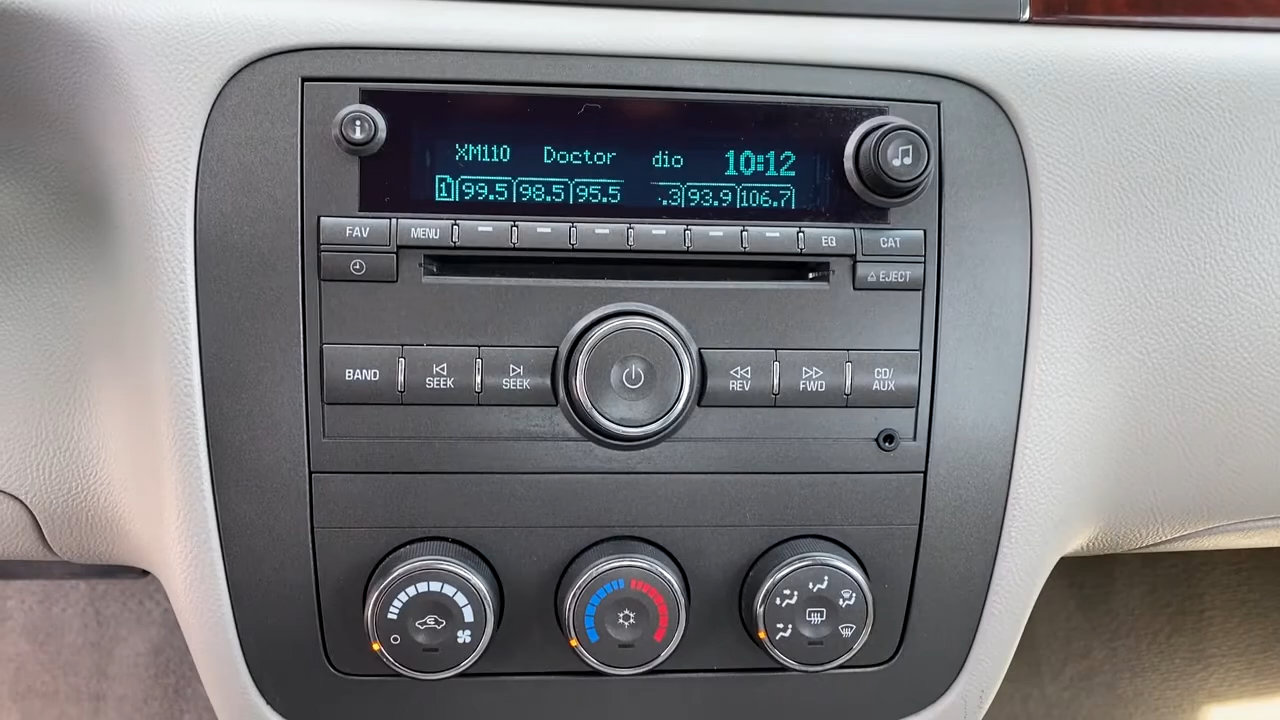 XM110 Doctor dio 10:12
1 99.5 98.5 95.5 .3 93.9 106.7
FAV MENU EQ CAT
EJECT
BAND SEEK SEEK REV FWD CD/
AUX